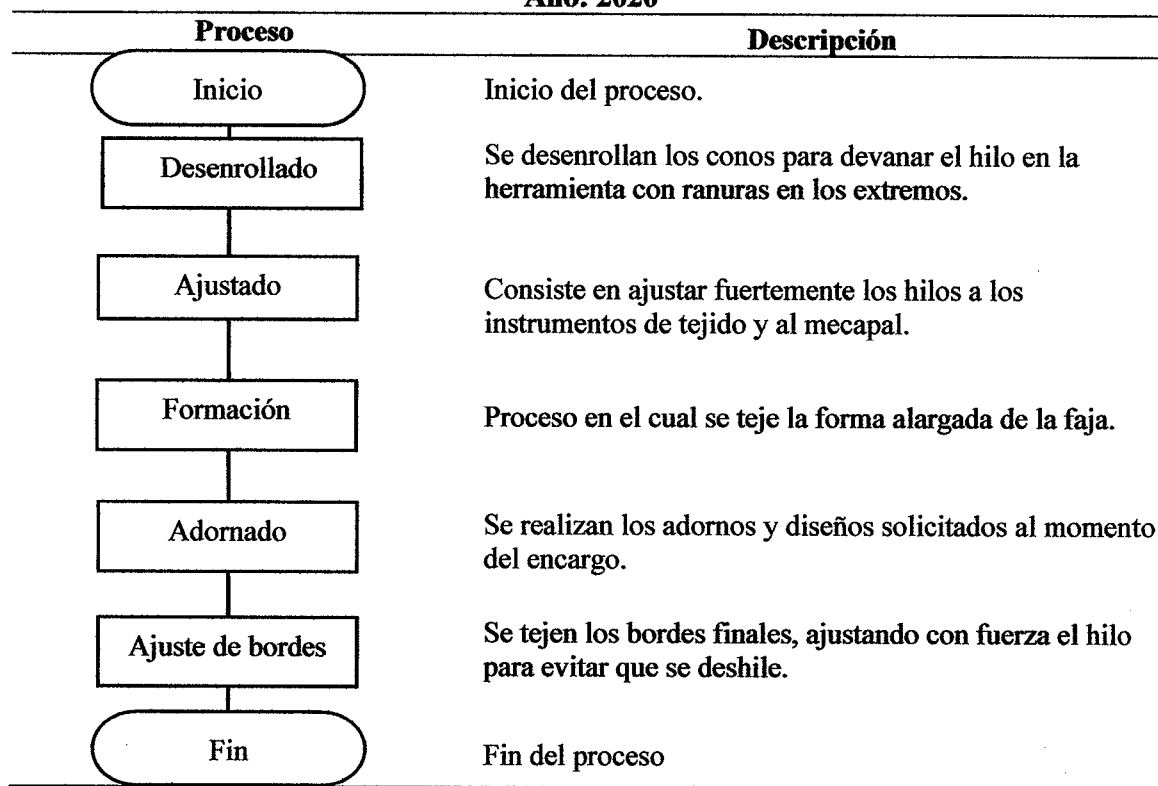 Año: 2020
Proceso
Descripción
Inicio
Inicio del proceso.
Desenrollado
Se desenrollan los conos para devanar el hilo en la
herramienta con ranuras en los extremos.
Ajustado
Consiste en ajustar fuertemente los hilos a los
instrumentos de tejido y al mecapal.
Formación
Proceso en el cual se teje la forma alargada de la faja.
Adornado
Se realizan los adornos y diseños solicitados al momento
del encargo.
Ajuste de bordes
Se tejen los bordes finales, ajustando con fuerza el hilo
para evitar que se deshile.
Fin
Fin del proceso